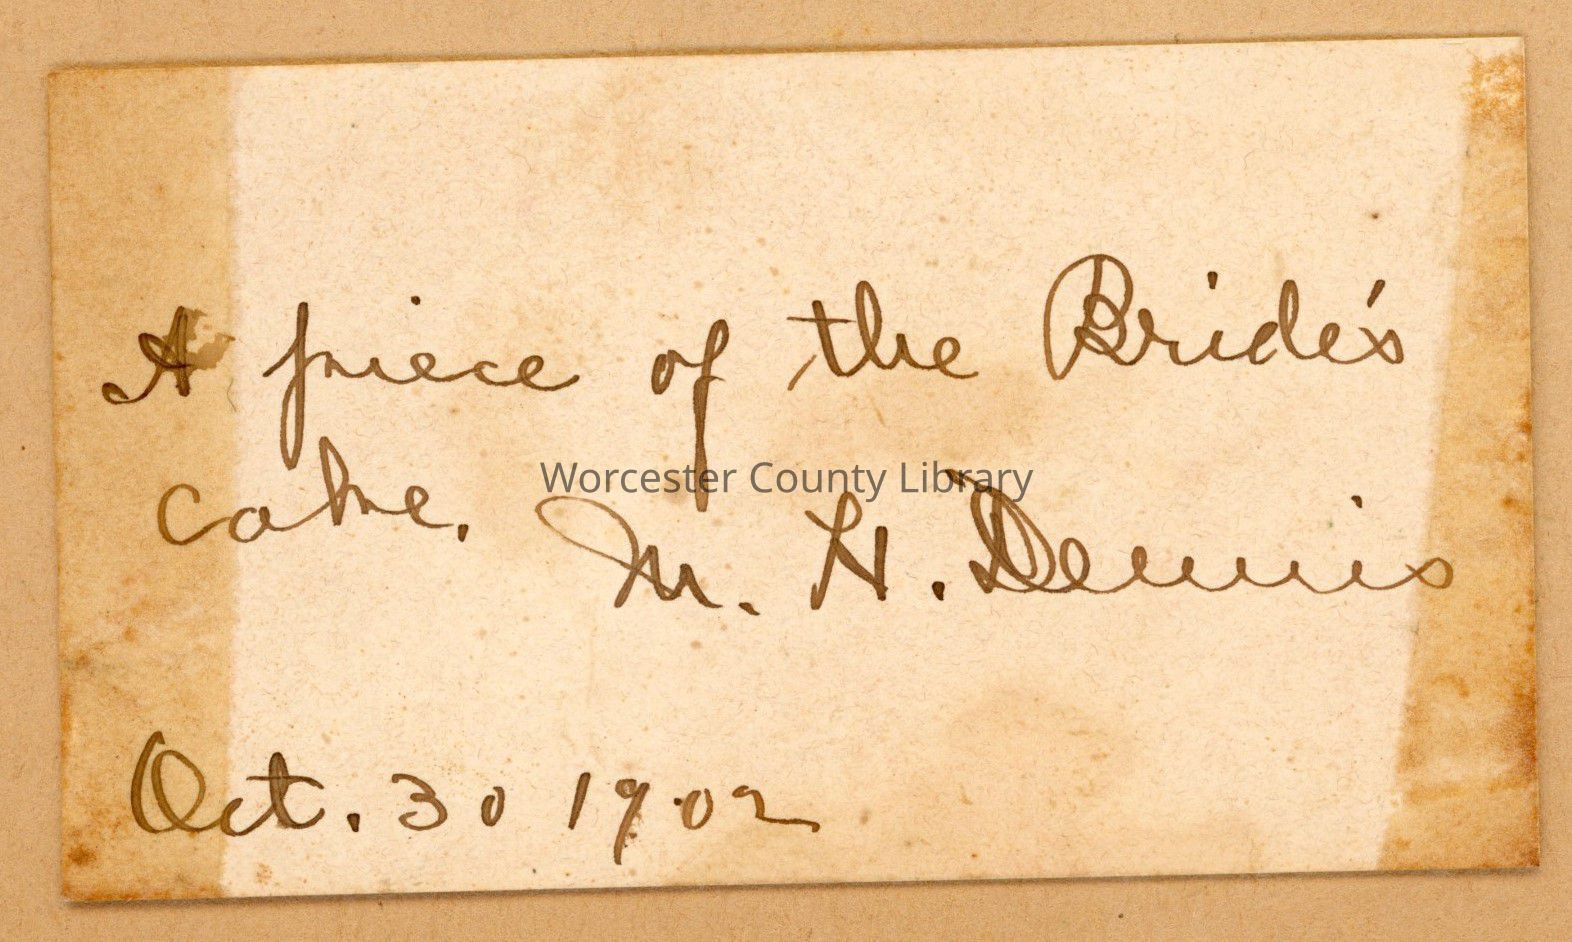 A piece of the Bride's
cake.
Worcester County Library
M. H. Dennis
Oct. 30 1902